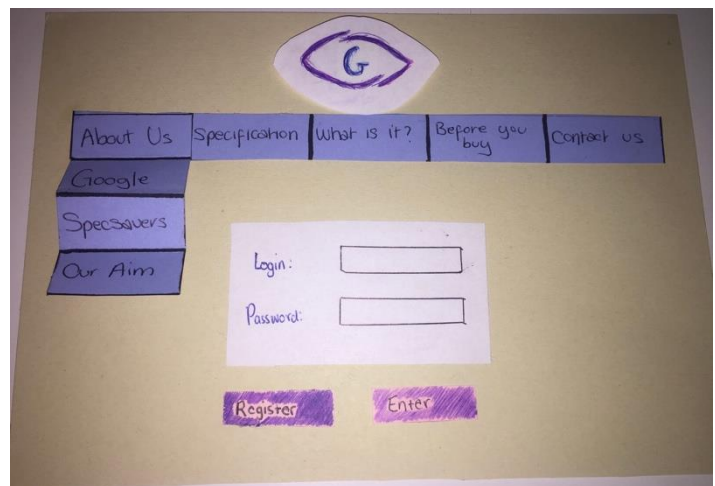 G
About Us
Specification
What is it?
Before you
buy
Contact us
Google
Specsavers
Our Aim
Login:
Password:
Register
Enter